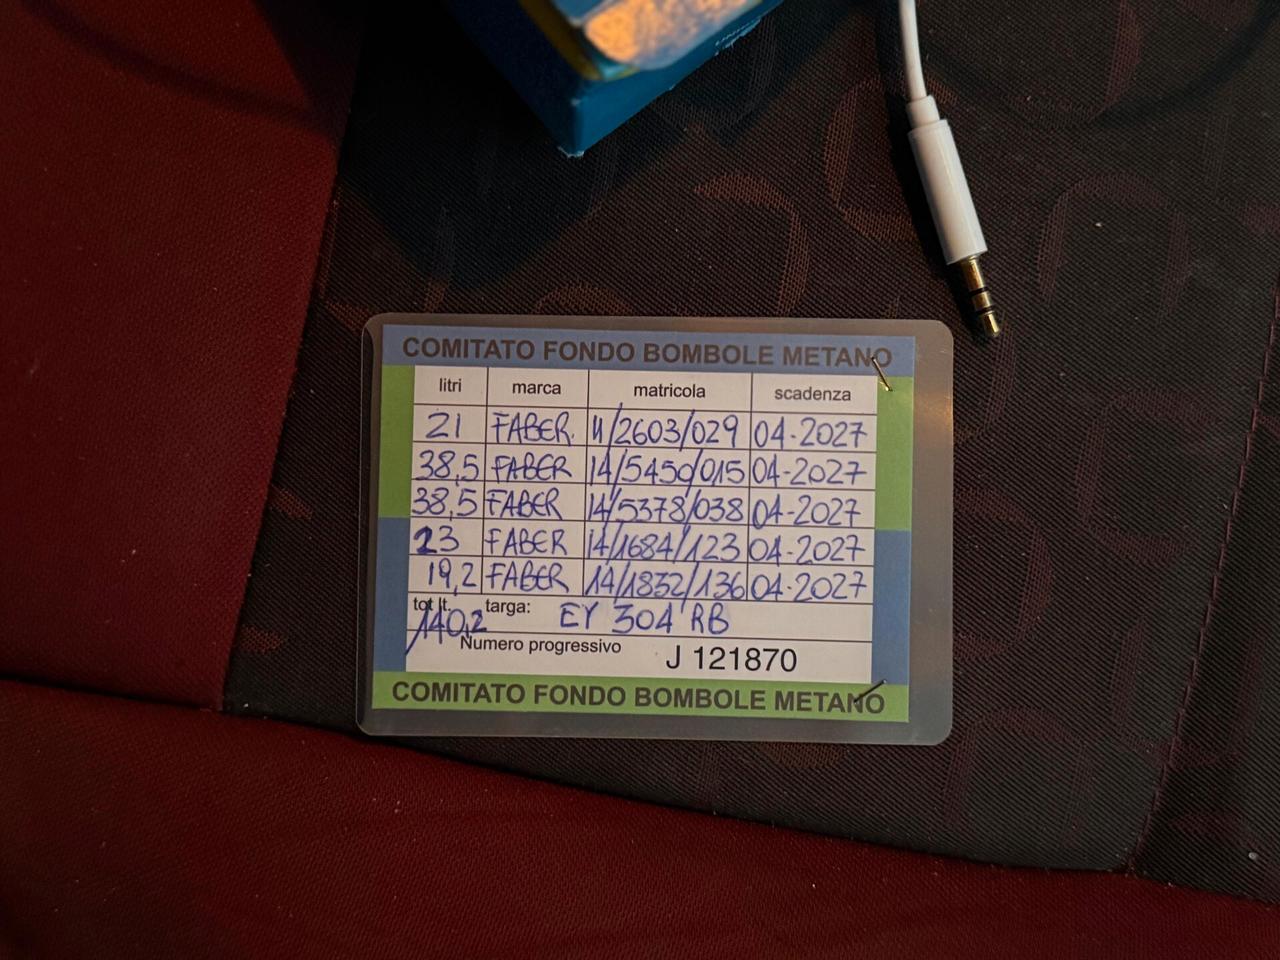 COMITATO FONDO BOMBOLE METANO
litri marca matricola scadenza
21 FABER 11/2603/029 04-2027
38,5 FABER 14/5450/015 04-2027
38,5 FABER 14/5378/038 04-2027
23 FABER 14/1684/123 04-2027
19,2 FABER 14/1832/136 04-2027
tot lt. targa: EY 304 RB
140,2
Numero progressivo J 121870
COMITATO FONDO BOMBOLE METANO